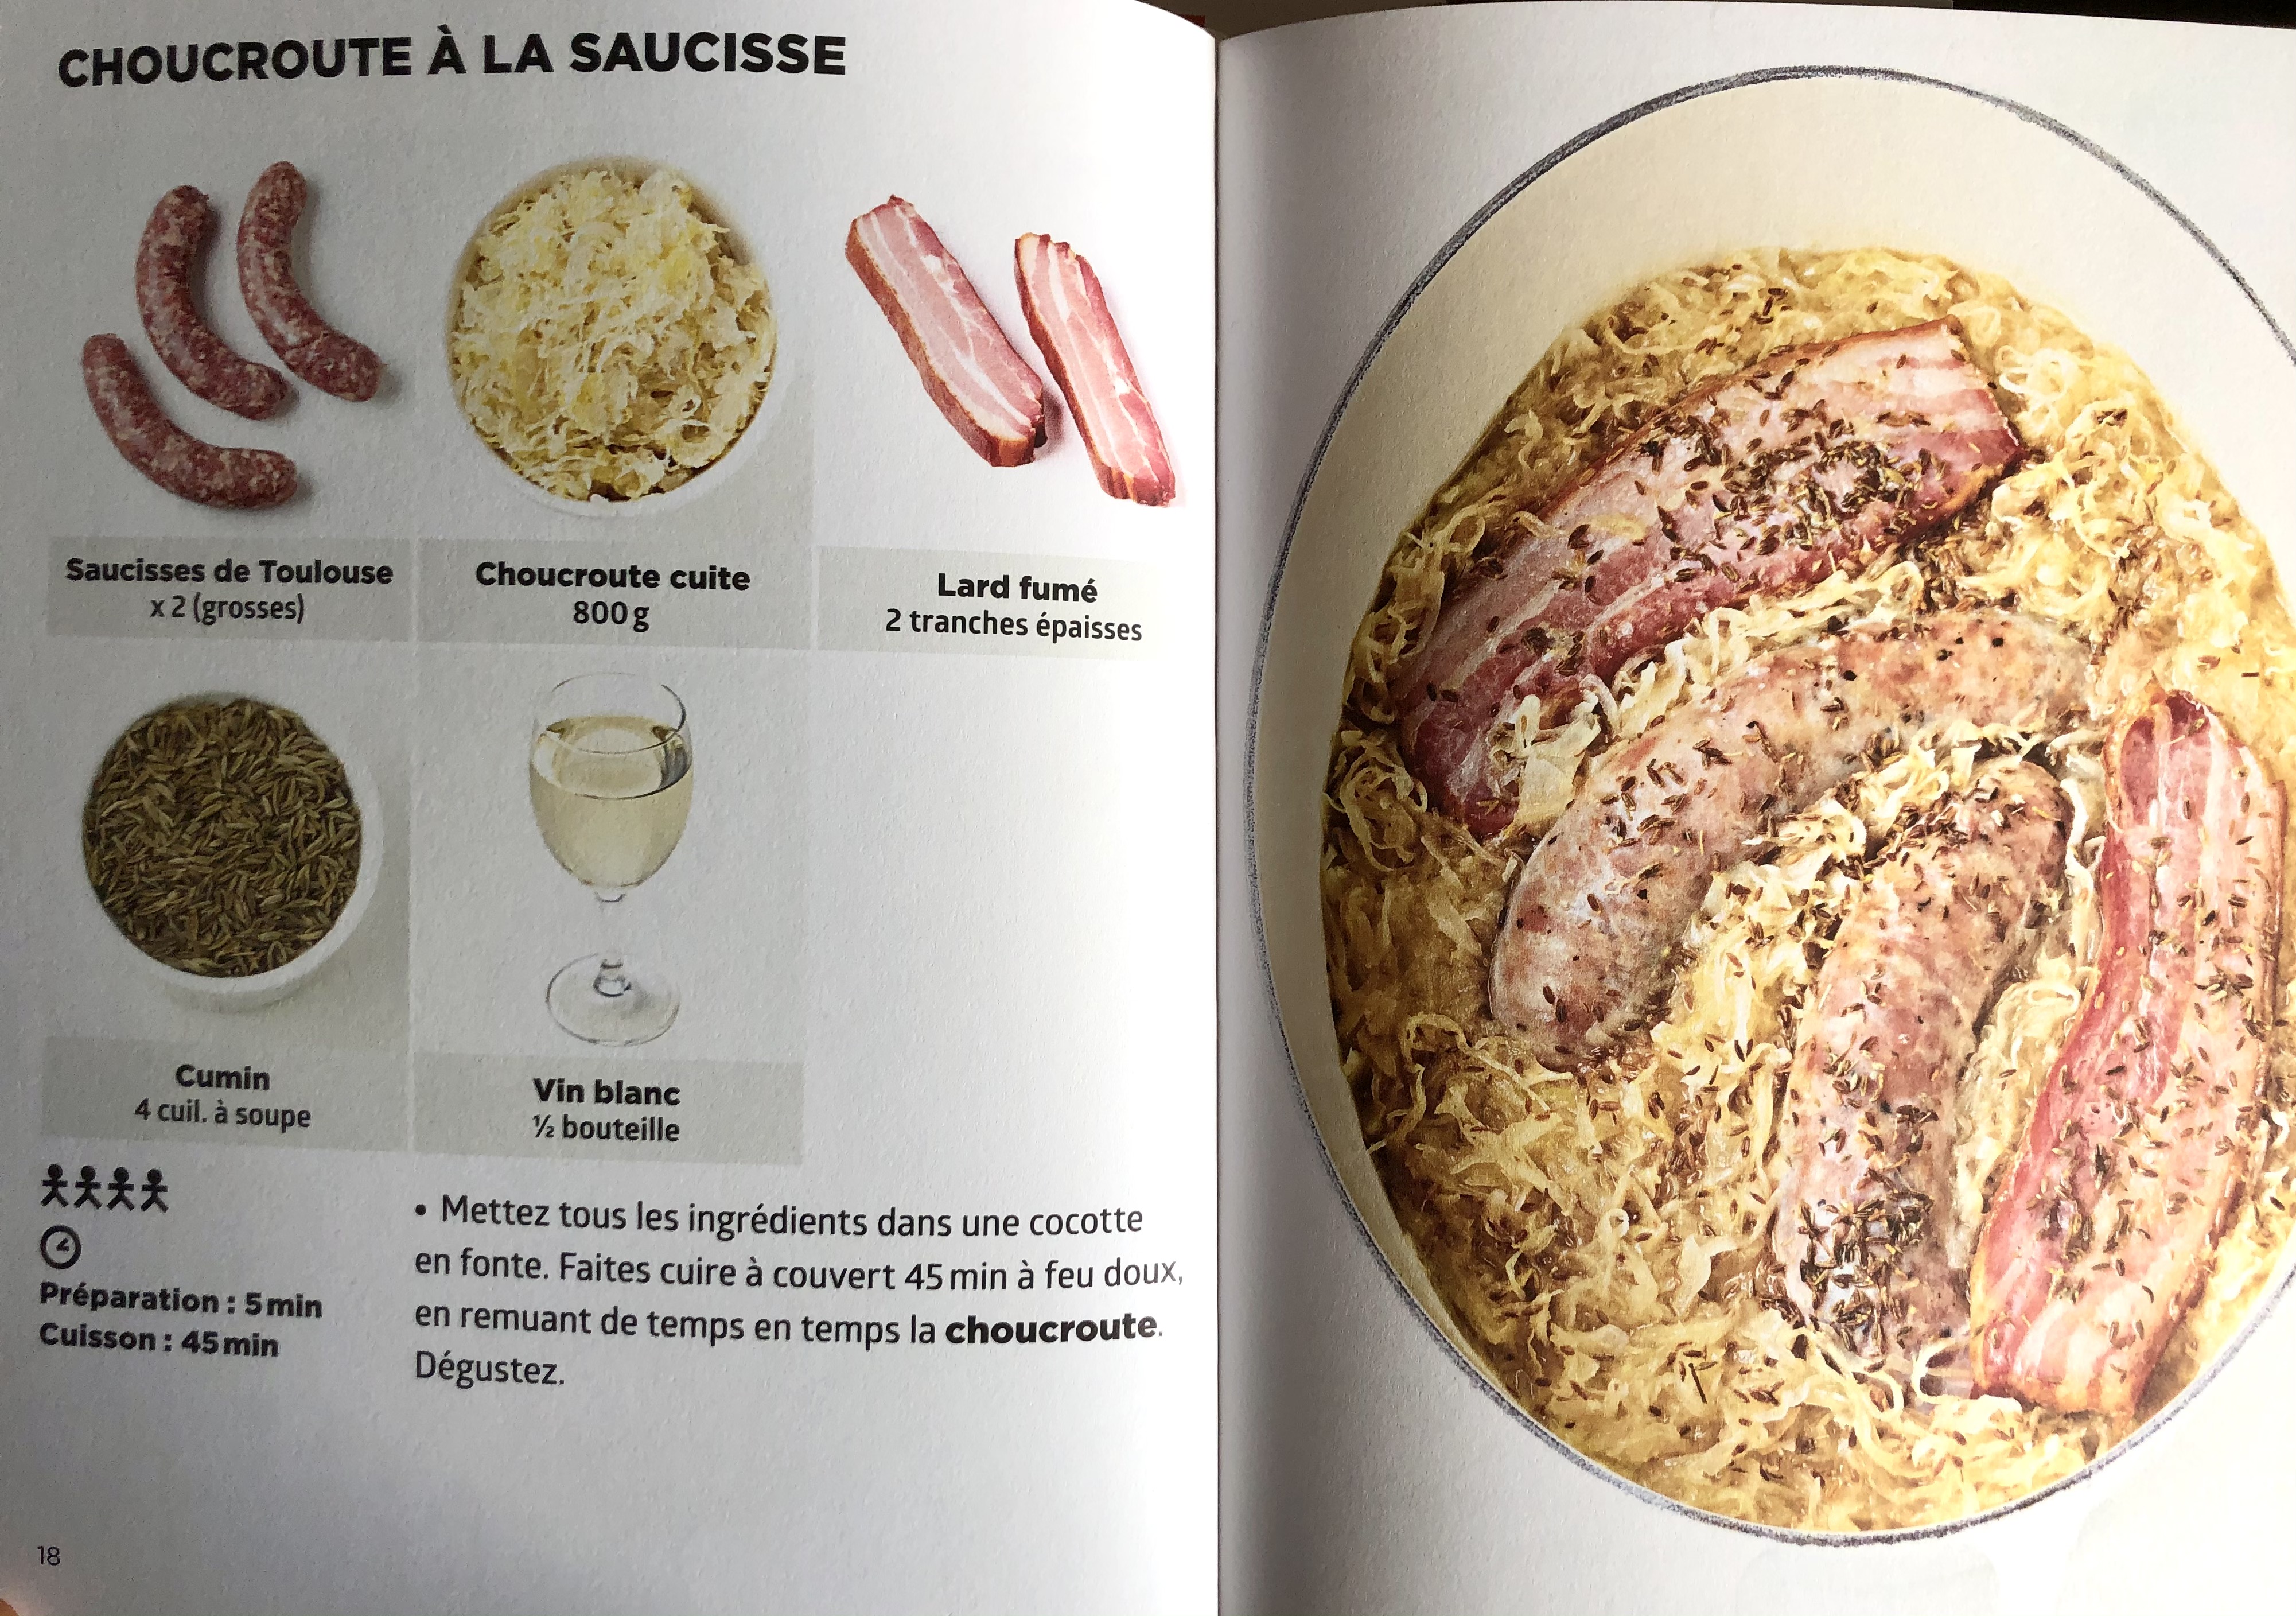 CHOUCROUTE À LA SAUCISSE
Saucisses de Toulouse
x 2 (grosses)
Choucroute cuite
800 g
Lard fumé
2 tranches épaisses
Cumin
4 cuil. à soupe
Vin blanc
½ bouteille
Préparation : 5 min
Cuisson : 45 min
• Mettez tous les ingrédients dans une cocotte
en fonte. Faites cuire à couvert 45 min à feu doux,
en remuant de temps en temps la choucroute.
Dégustez.
18